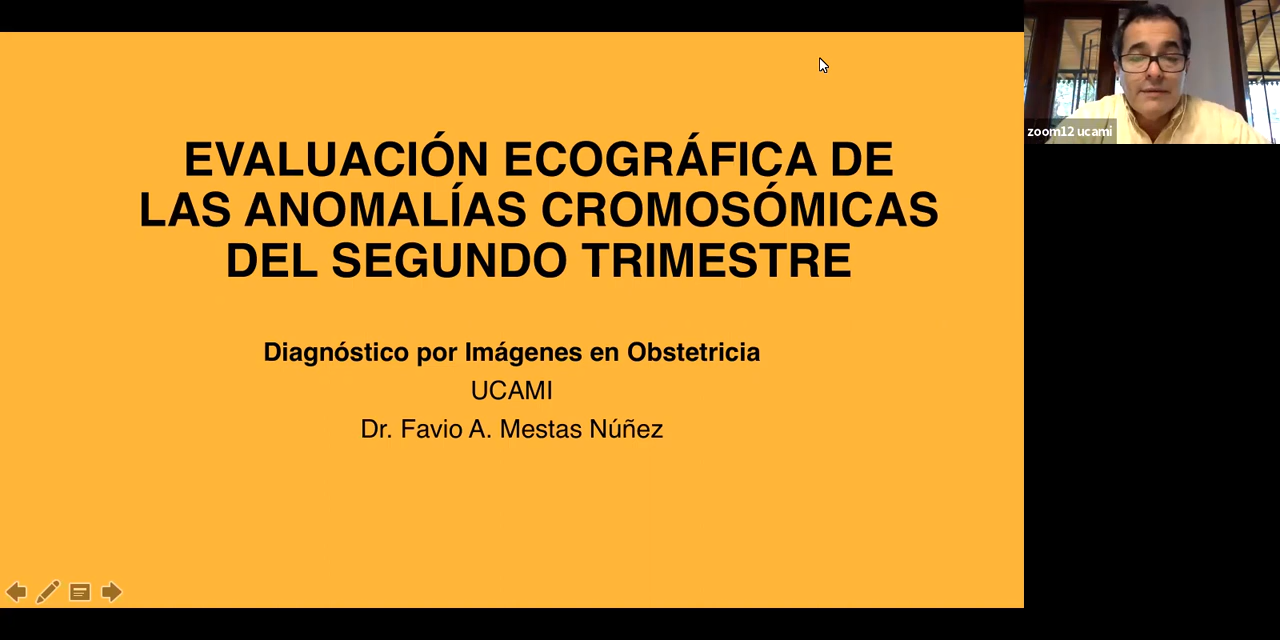 EVALUACIÓN ECOGRÁFICA DE
LAS ANOMALÍAS CROMOSÓMICAS
DEL SEGUNDO TRIMESTRE
Diagnóstico por Imágenes en Obstetricia
UCAMI
Dr. Favio A. Mestas Núñez
zoom12 ucami